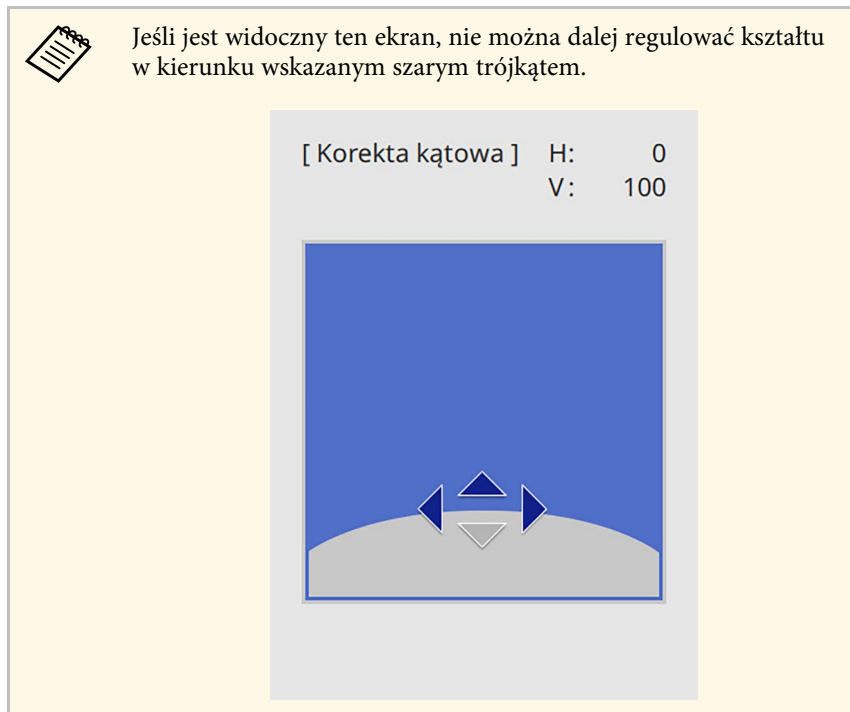 Jeśli jest widoczny ten ekran, nie można dalej regulować kształtu
w kierunku wskazanym szarym trójkątem.
[ Korekta kątowa ] H: 0
V: 100